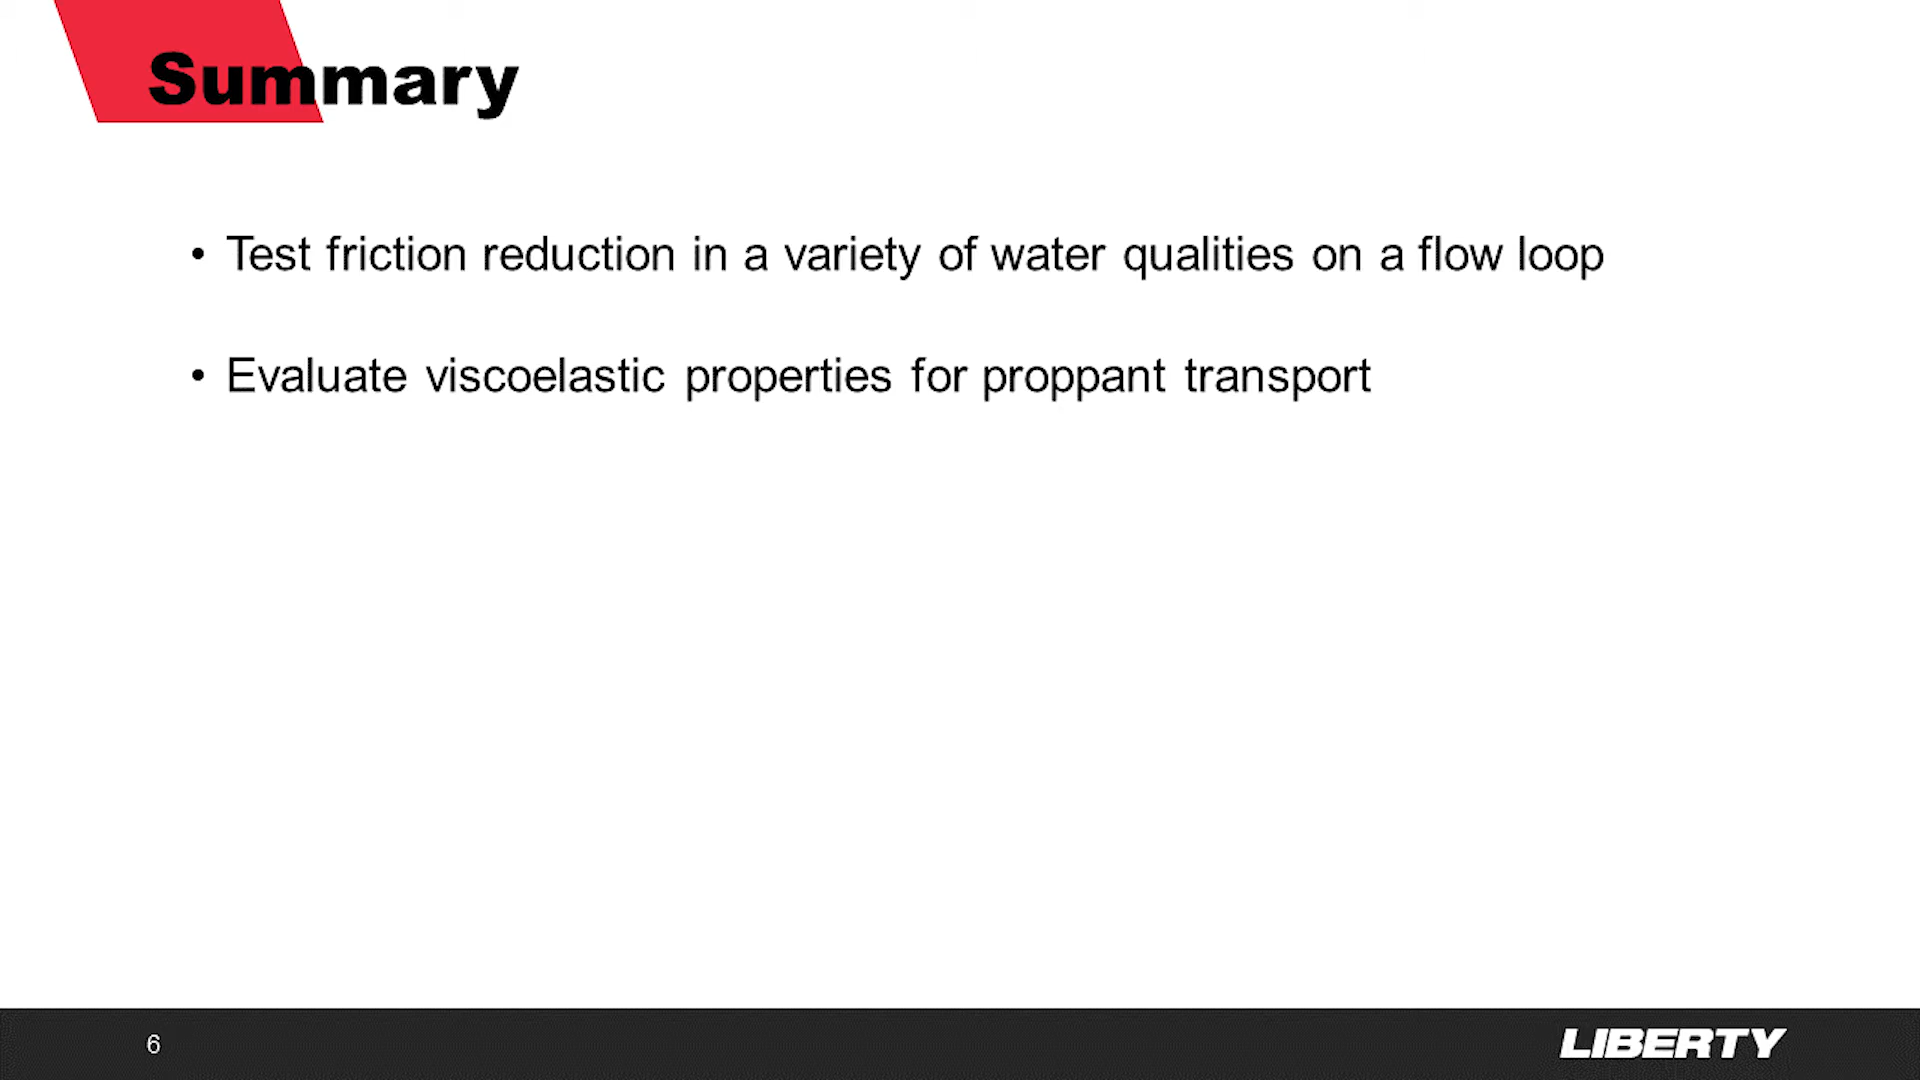 Summary
• Test friction reduction in a variety of water qualities on a flow loop
• Evaluate viscoelastic properties for proppant transport
6
LIBERTY